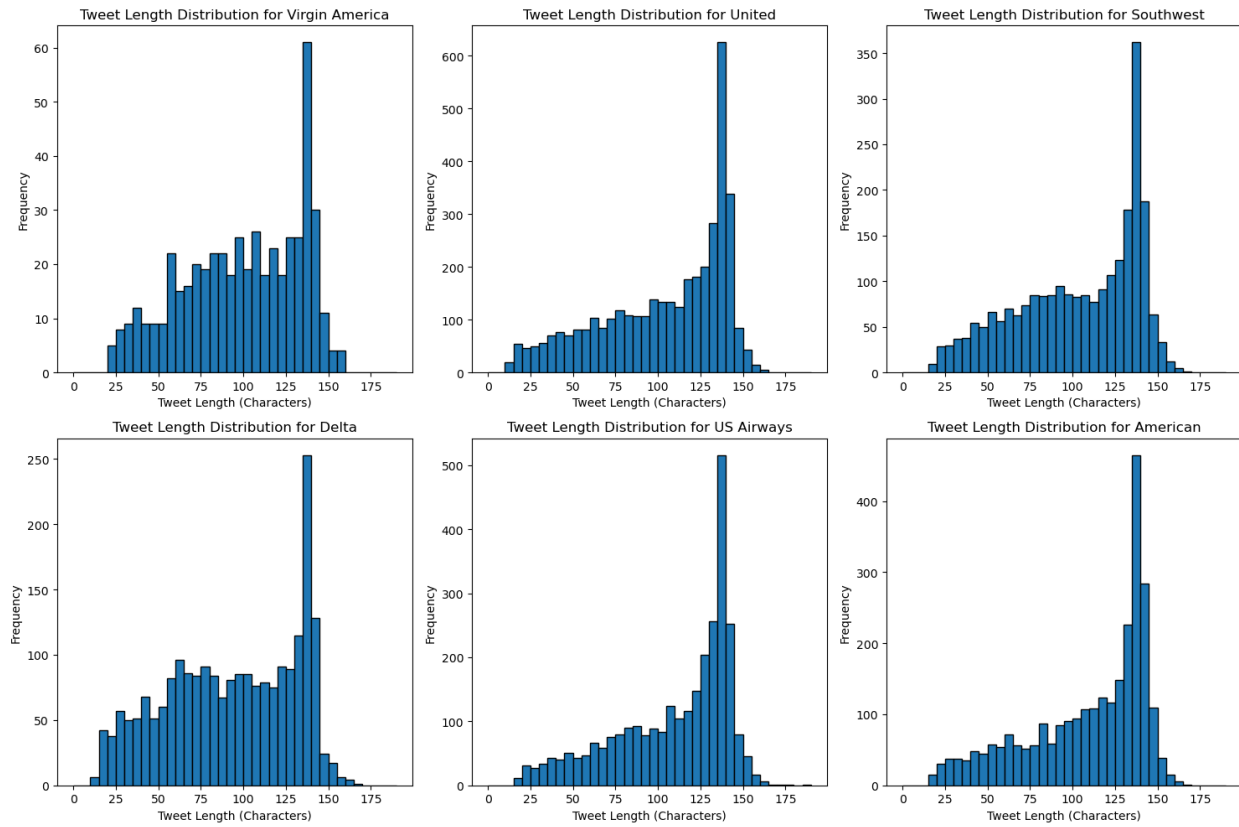 Tweet Length Distribution for Virgin America
60
50
40
30
20
10
0
Frequency
0 25 50 75 100 125 150 175
Tweet Length (Characters)
Tweet Length Distribution for United
600
500
400
300
200
100
0
Frequency
0 25 50 75 100 125 150 175
Tweet Length (Characters)
Tweet Length Distribution for Southwest
350
300
250
200
150
100
50
0
Frequency
0 25 50 75 100 125 150 175
Tweet Length (Characters)
Tweet Length Distribution for Delta
250
200
150
100
50
0
Frequency
0 25 50 75 100 125 150 175
Tweet Length (Characters)
Tweet Length Distribution for US Airways
500
400
300
200
100
0
Frequency
0 25 50 75 100 125 150 175
Tweet Length (Characters)
Tweet Length Distribution for American
400
300
200
100
0
Frequency
0 25 50 75 100 125 150 175
Tweet Length (Characters)